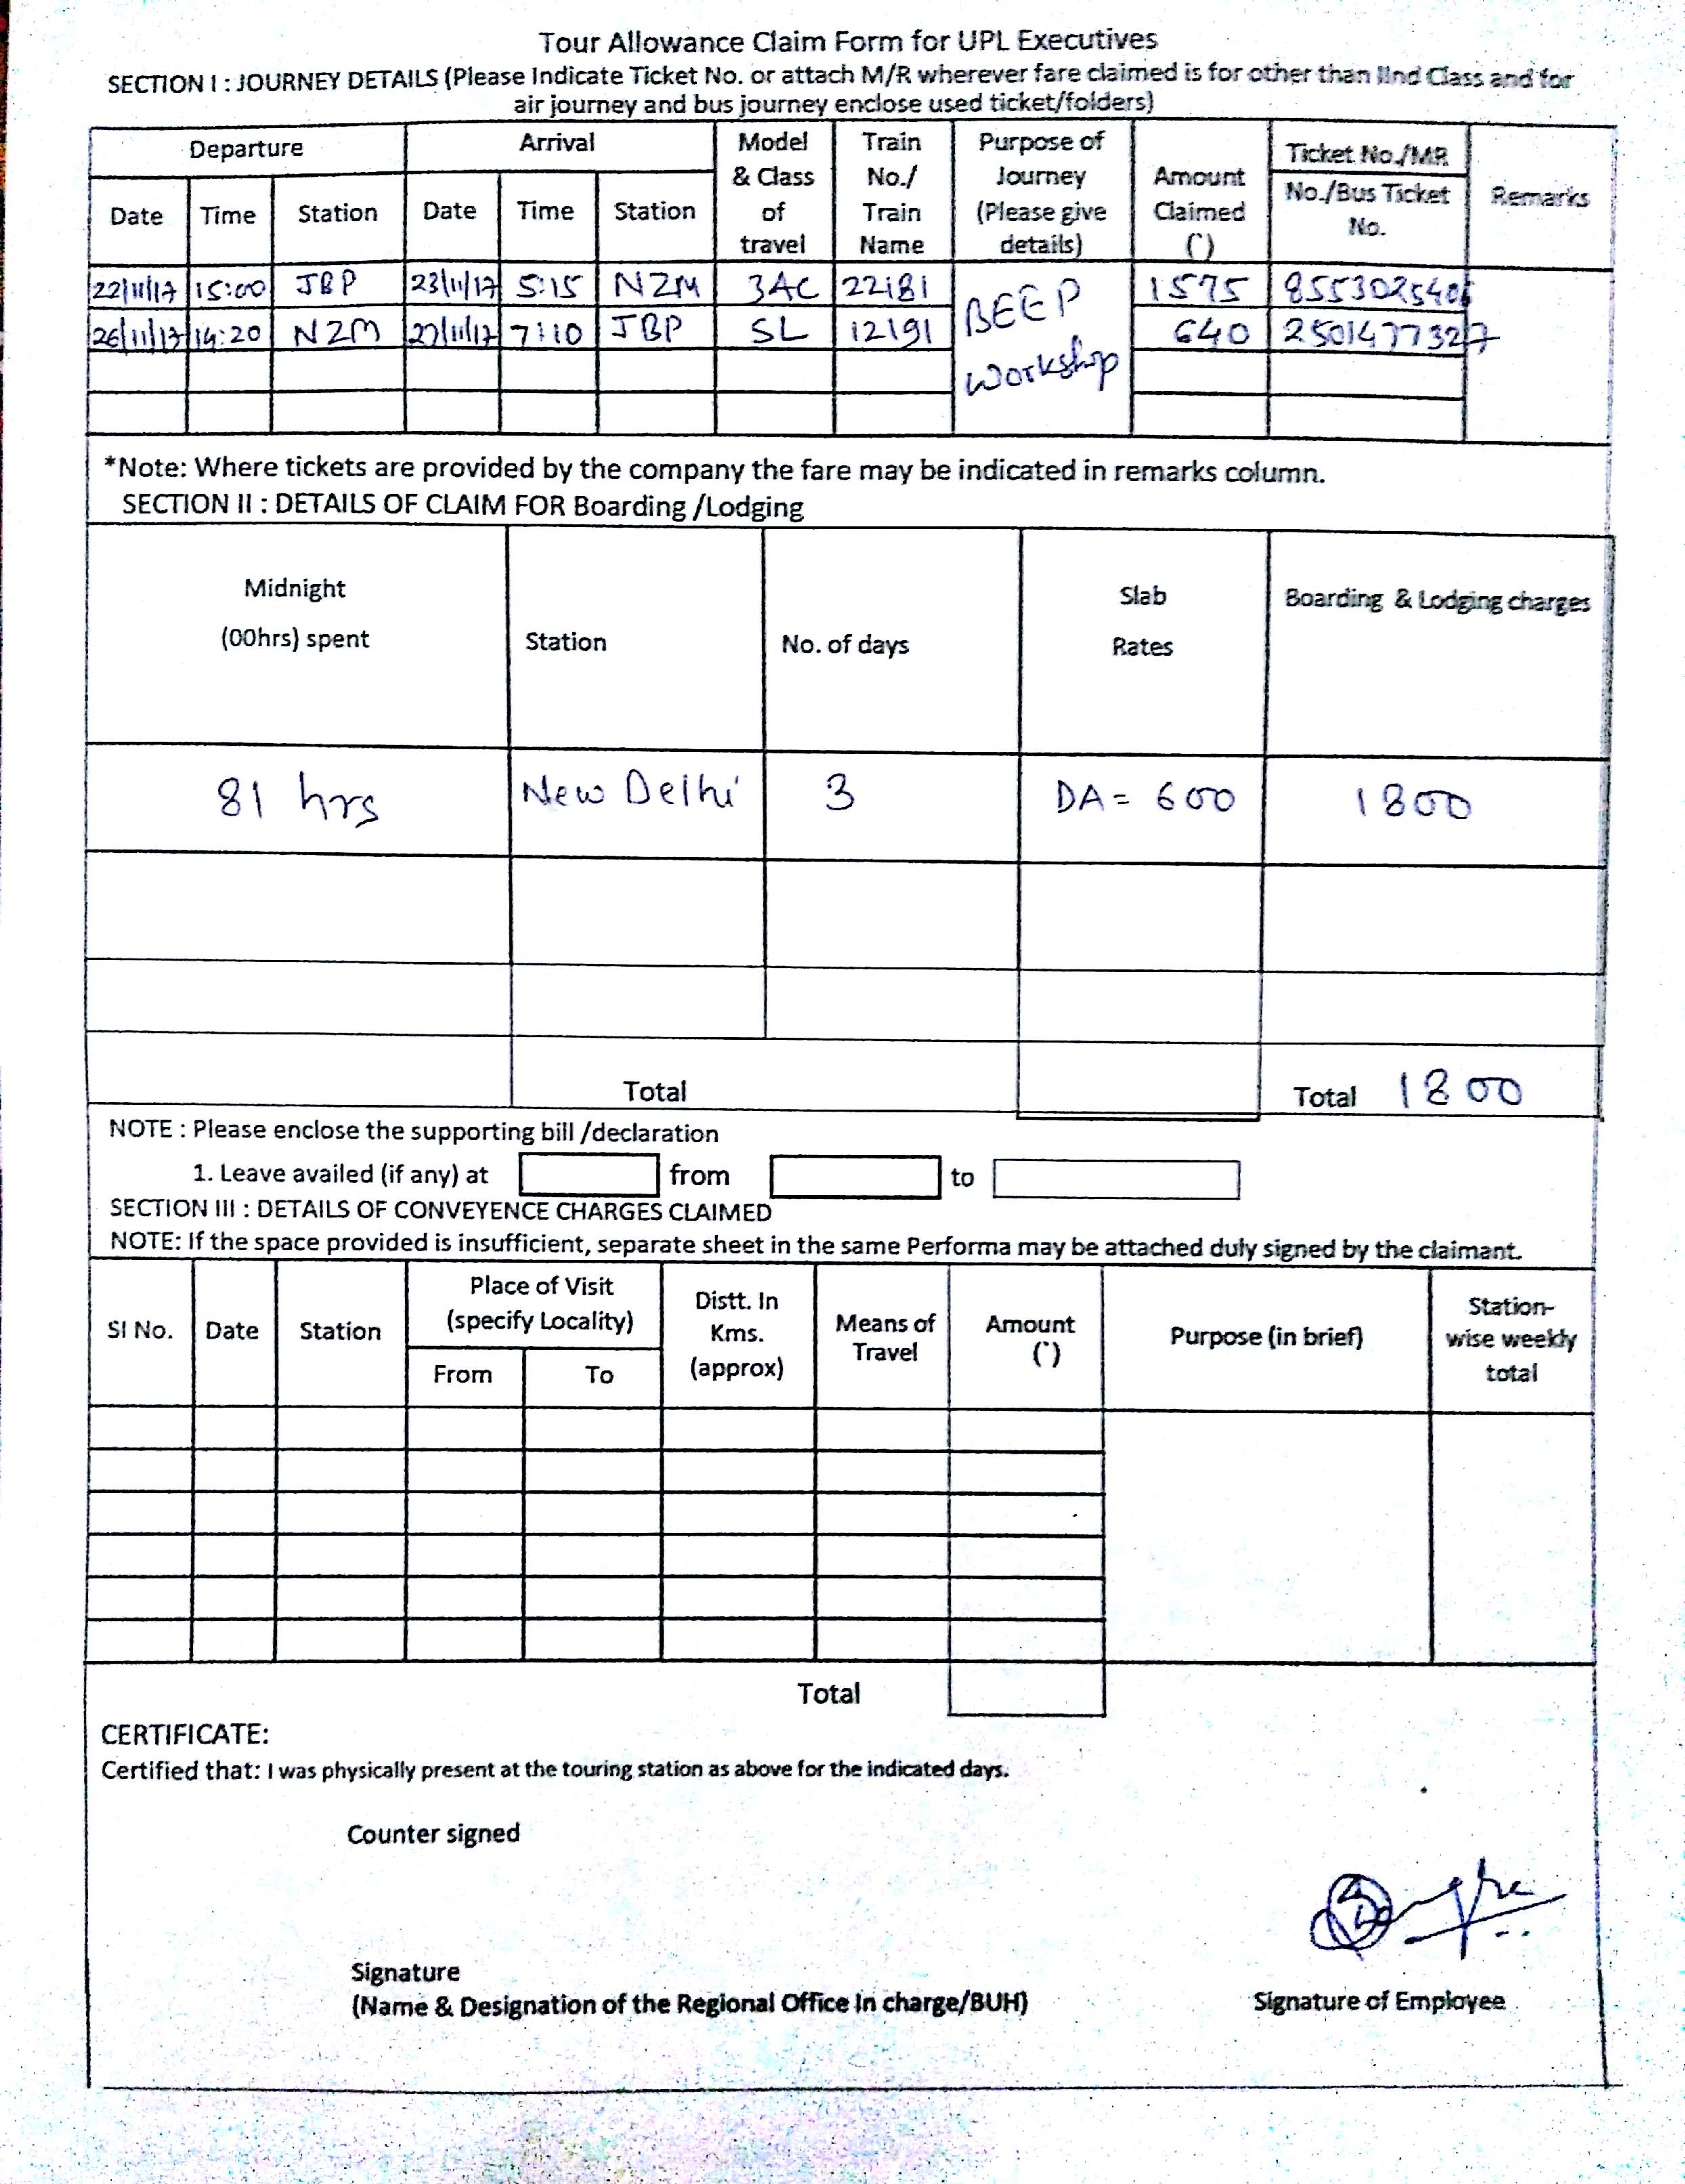 Tour Allowance Claim Form for UPL Executives
SECTION I : JOURNEY DETAILS (Please Indicate Ticket No. or attach M/R wherever fare claimed is for other than IInd Class and for
air journey and bus journey enclose used ticket/folders)
Departure Arrival Model & Class of travel Train No./ Train Name Purpose of Journey (Please give details) Amount Claimed (`) Ticket No./MR No./Bus Ticket No. Remarks
Date Time Station Date Time Station
22/11/17 15:00 JBP 23/11/17 5:15 NZM 3AC 22181 BEEP 1575
26/11/17 14:20 NZM 27/11/17 7:10 JBP SL 12191 Workshop 640 2501477327
*Note: Where tickets are provided by the company the fare may be indicated in remarks column.
SECTION II : DETAILS OF CLAIM FOR Boarding /Lodging
Midnight (00hrs) spent Station No. of days Slab Rates Boarding & Lodging charges
81 hrs New Delhi 3 DA = 600 1800
Total Total 1800
NOTE : Please enclose the supporting bill /declaration
1. Leave availed (if any) at from to
SECTION III : DETAILS OF CONVEYENCE CHARGES CLAIMED
NOTE: If the space provided is insufficient, separate sheet in the same Performa may be attached duly signed by the claimant.
SI No. Date Station Place of Visit (specify Locality) Distt. In Kms. (approx) Means of Travel Amount (`) Purpose (in brief) Station-wise weekly total
From To
Total
CERTIFICATE:
Certified that: I was physically present at the touring station as above for the indicated days.
Counter signed
Signature
(Name & Designation of the Regional Office In charge/BUH) Signature of Employee